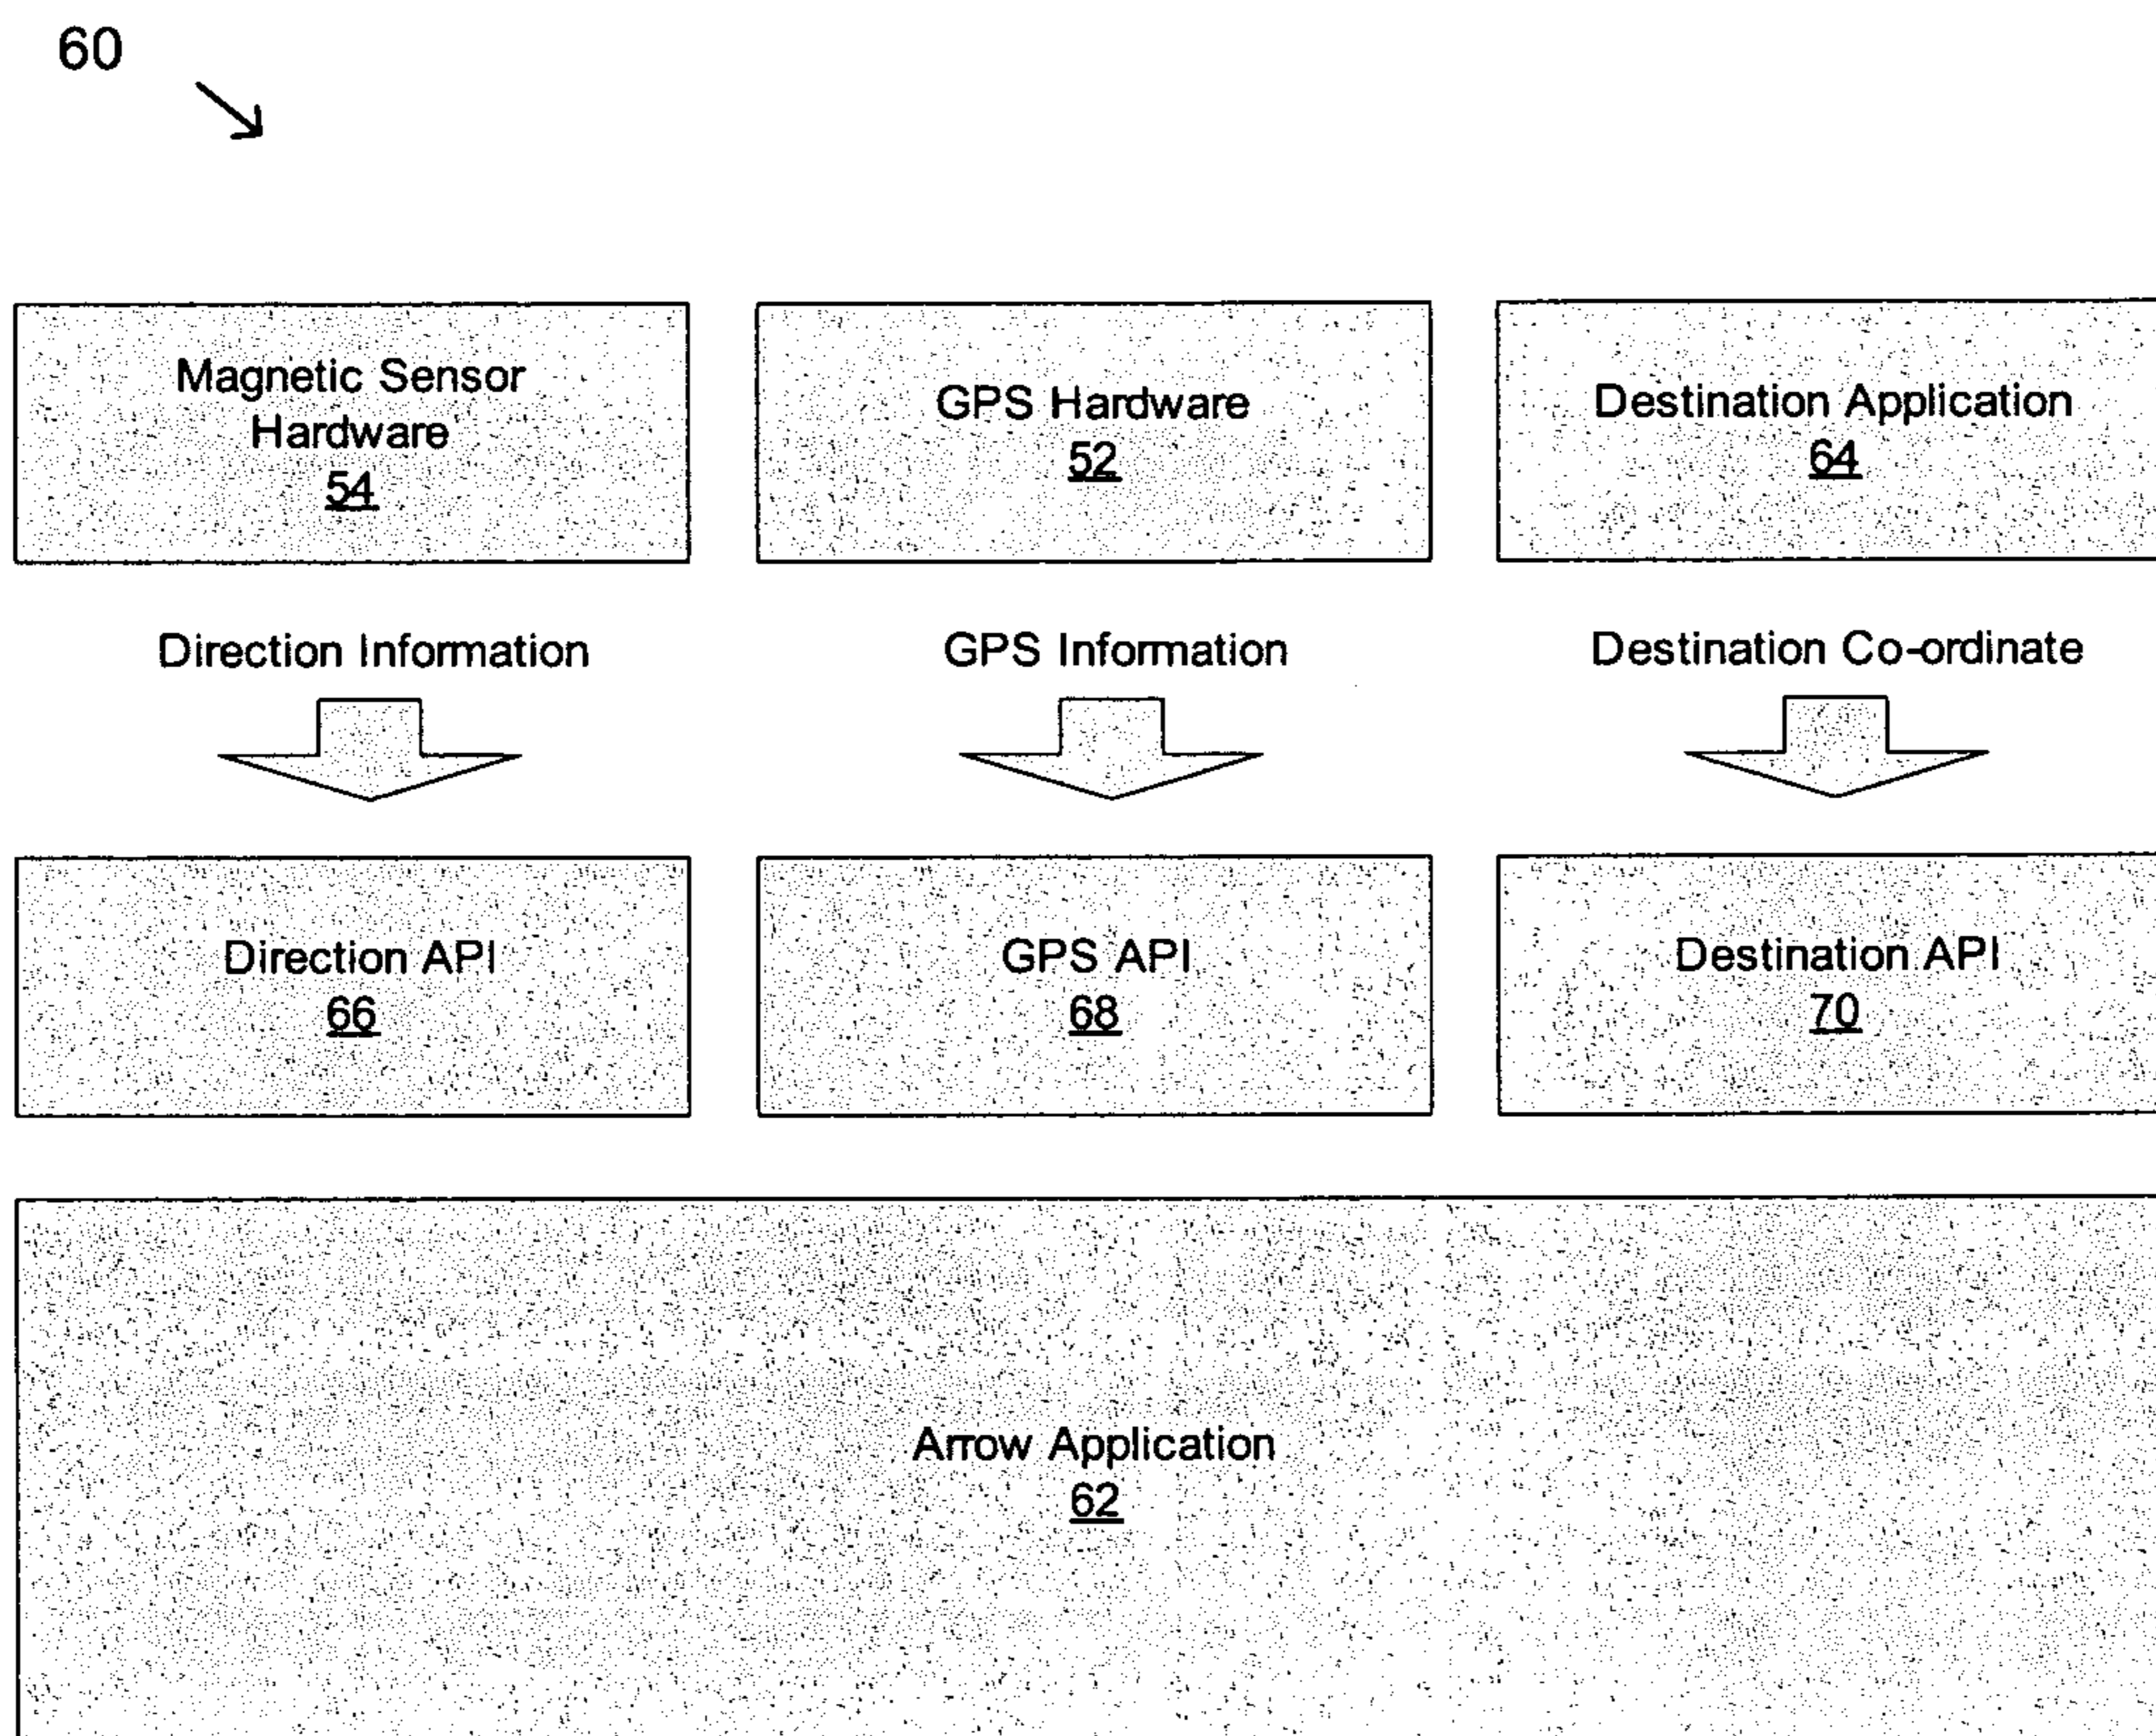 60
Magnetic Sensor
Hardware
54
GPS Hardware
52
Destination Application
64
Direction Information
GPS Information
Destination Co-ordinate
Direction API
66
GPS API
68
Destination API
70
Arrow Application
62